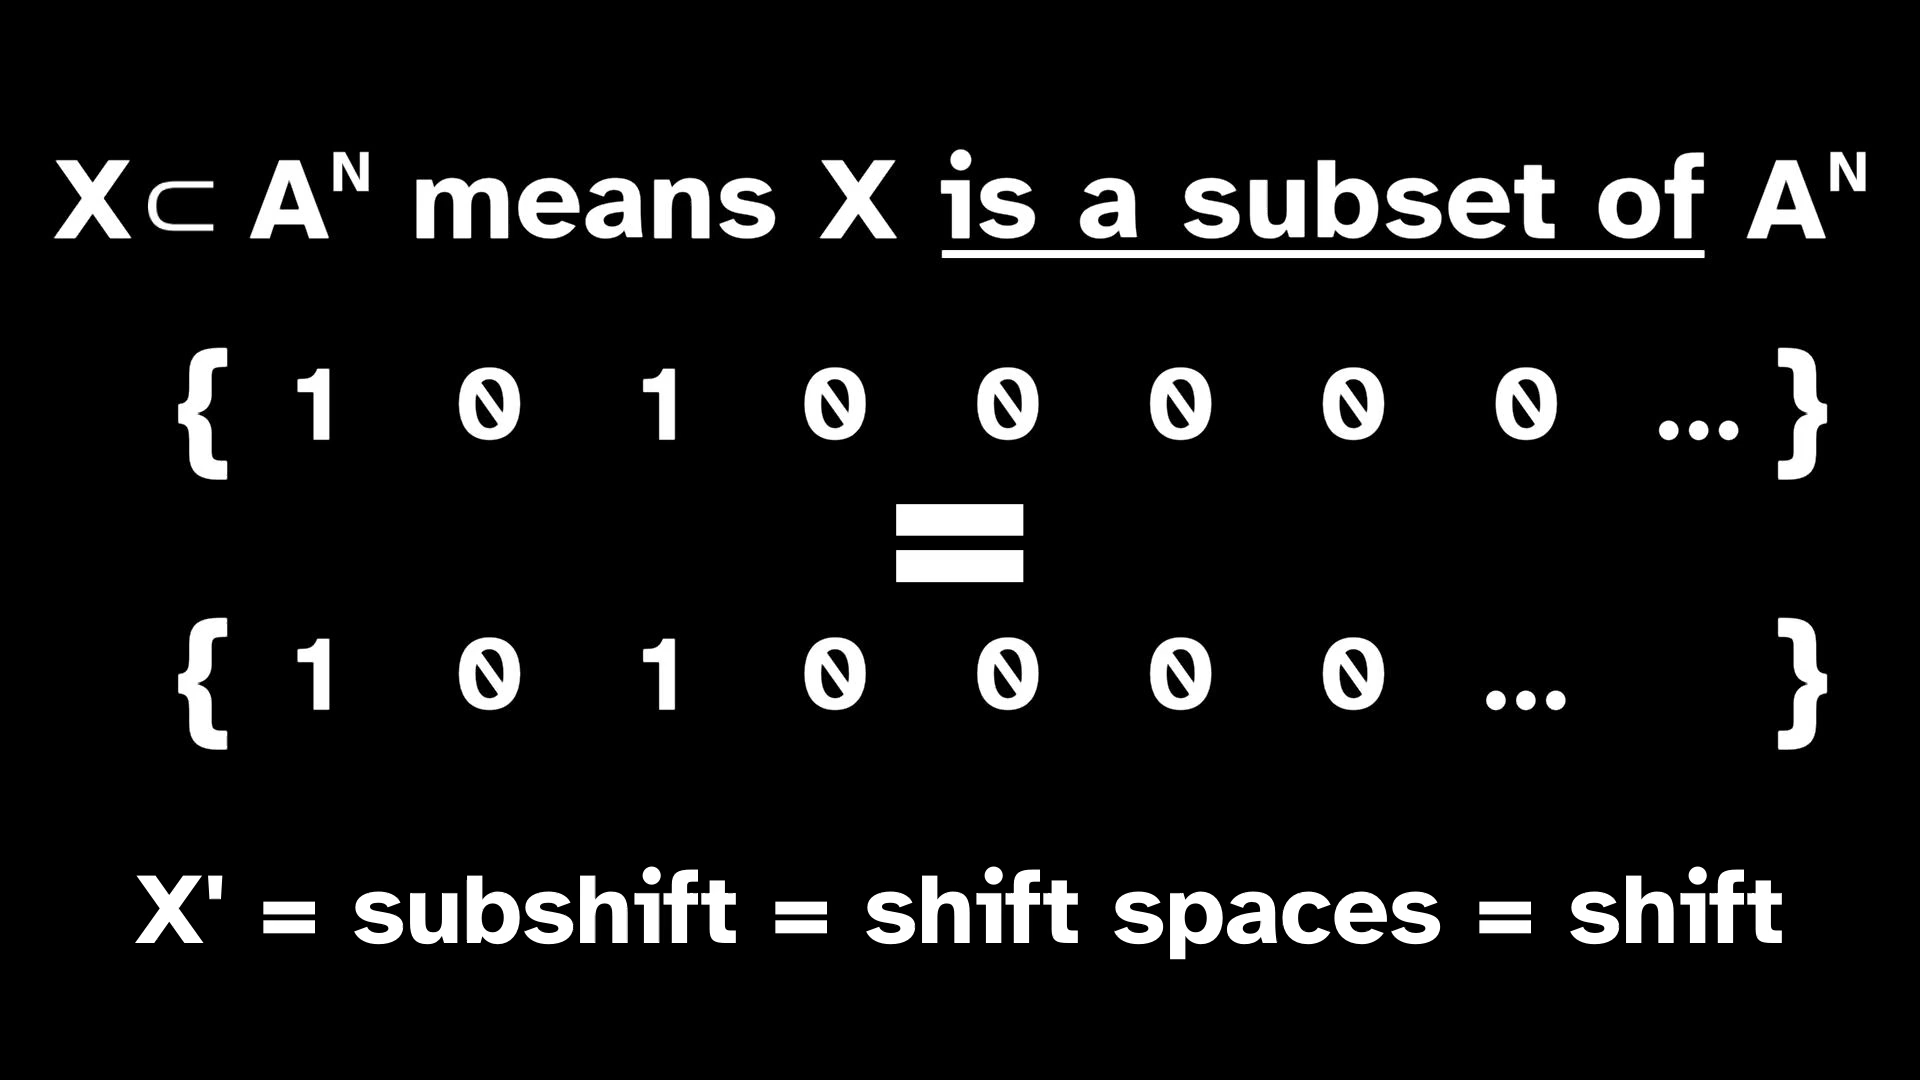 X⊂ Aᴺ means X is a subset of Aᴺ
{ 1 0 1 0 0 0 0 0 ... }
=
{ 1 0 1 0 0 0 0 ... }
X' = subshift = shift spaces = shift